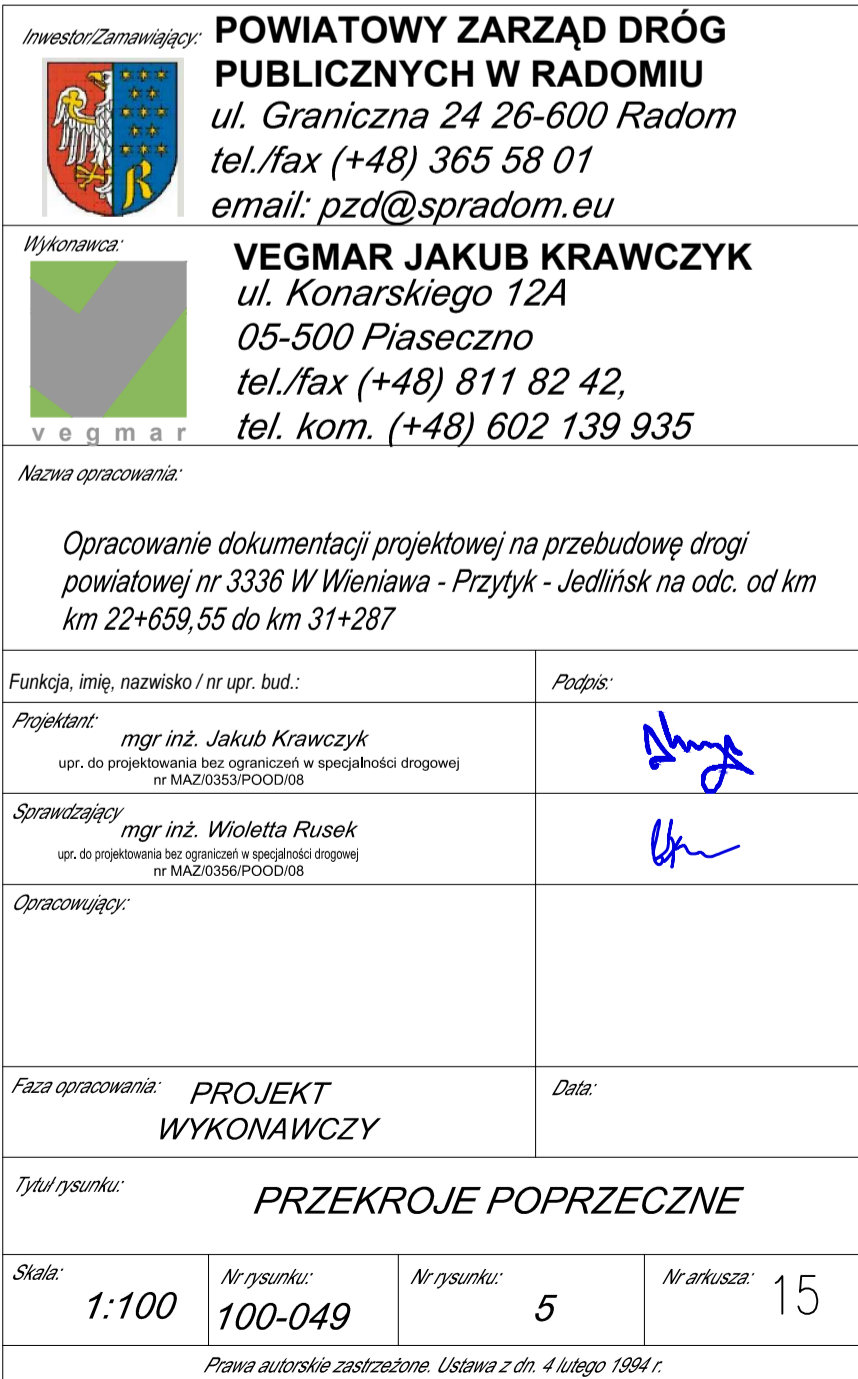 Inwestor/Zamawiający: POWIATOWY ZARZĄD DRÓG
PUBLICZNYCH W RADOMIU
ul. Graniczna 24 26-600 Radom
tel./fax (+48) 365 58 01
email: pzd@spradom.eu
R
Wykonawca:
VEGMAR JAKUB KRAWCZYK
ul. Konarskiego 12A
05-500 Piaseczno
tel./fax (+48) 811 82 42,
tel. kom. (+48) 602 139 935
vegmar
Nazwa opracowania:
Opracowanie dokumentacji projektowej na przebudowę drogi
powiatowej nr 3336 W Wieniawa - Przytyk - Jedlińsk na odc. od km
km 22+659,55 do km 31+287
Funkcja, imię, nazwisko / nr upr. bud.:
Podpis:
Projektant:
mgr inż. Jakub Krawczyk
upr. do projektowania bez ograniczeń w specjalności drogowej
nr MAZ/0353/POOD/08
Sprawdzający
mgr inż. Wioletta Rusek
upr. do projektowania bez ograniczeń w specjalności drogowej
nr MAZ/0356/POOD/08
Opracowujący:
Faza opracowania: PROJEKT
WYKONAWCZY
Data:
Tytuł rysunku:
PRZEKROJE POPRZECZNE
Skala:
1:100
Nr rysunku:
100-049
Nr rysunku:
5
Nr arkusza: 15
Prawa autorskie zastrzeżone. Ustawa z dn. 4 lutego 1994 r.